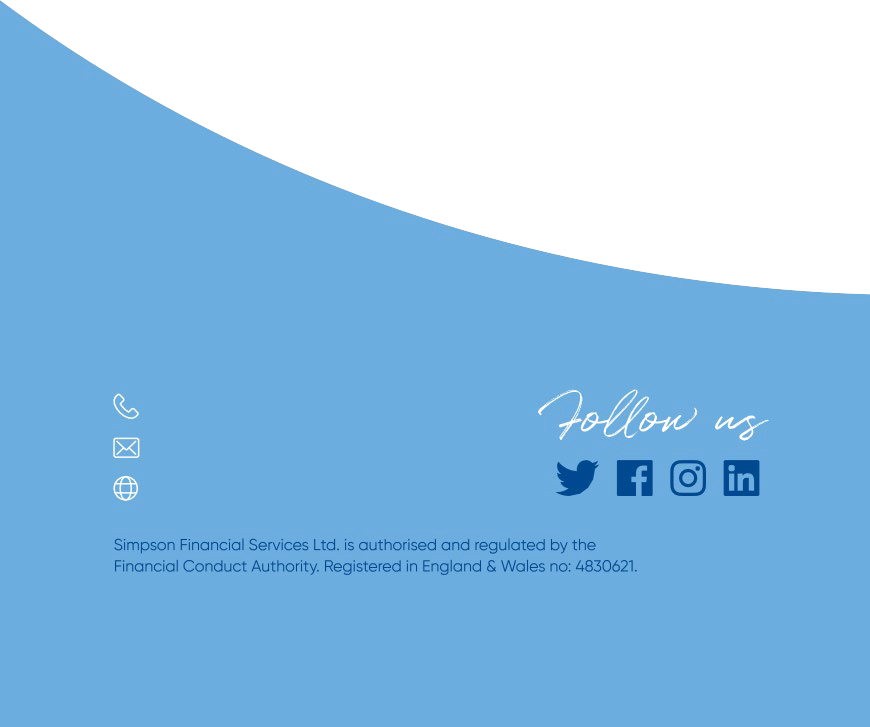 Follow us
Simpson Financial Services Ltd. is authorised and regulated by the
Financial Conduct Authority. Registered in England & Wales no: 4830621.